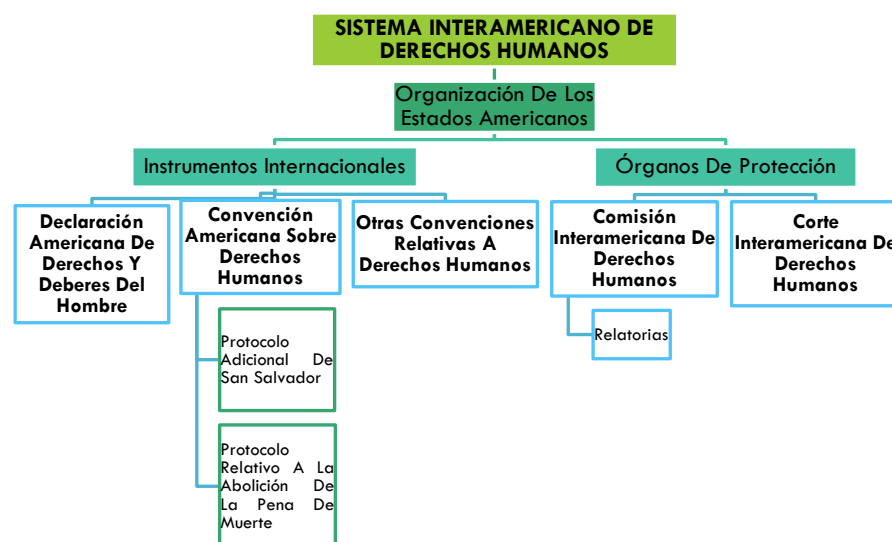 SISTEMA INTERAMERICANO DE
DERECHOS HUMANOS
Organización De Los
Estados Americanos
Instrumentos Internacionales
Órganos De Protección
Declaración
Americana De
Derechos Y
Deberes Del
Hombre
Convención
Americana Sobre
Derechos
Humanos
Otras Convenciones
Relativas A
Derechos Humanos
Comisión
Interamericana De
Derechos
Humanos
Corte
Interamericana De
Derechos
Humanos
Protocolo
Adicional De
San Salvador
Relatorias
Protocolo
Relativo A La
Abolición De
La Pena De
Muerte